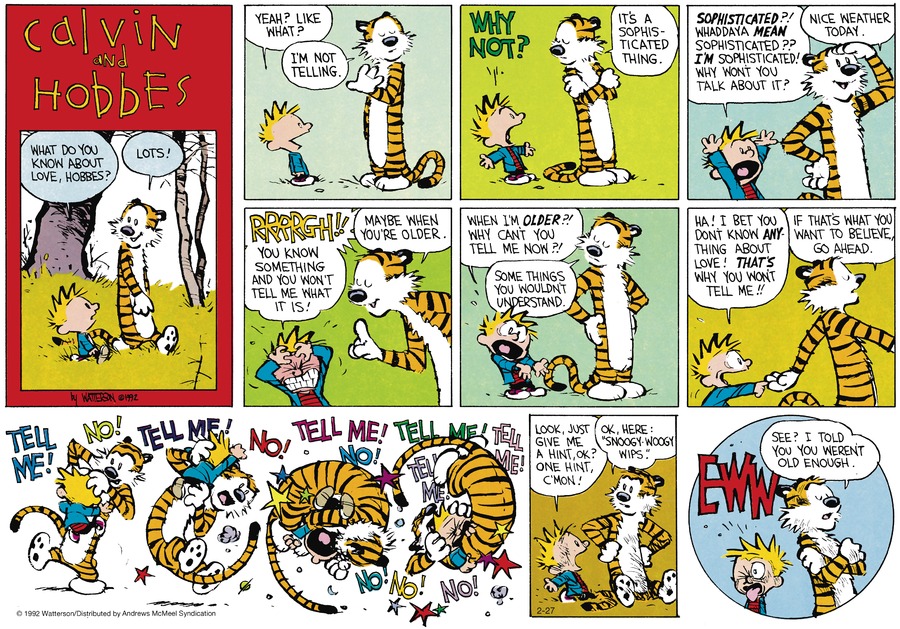 Calvin
and
HOBBES
WHAT DO YOU
KNOW ABOUT
LOVE, HOBBES?
LOTS!
by WATTERSON ©1992
YEAH? LIKE
WHAT?
I'M NOT
TELLING.
WHY
NOT?
IT'S A
SOPHIS-
TICATED
THING.
SOPHISTICATED?!
WHADDAYA MEAN
SOPHISTICATED??
I'M SOPHISTICATED!
WHY WON'T YOU
TALK ABOUT IT?
NICE WEATHER
TODAY.
RRRRGH!!
YOU KNOW
SOMETHING
AND YOU WON'T
TELL ME WHAT
IT IS!
MAYBE WHEN
YOU'RE OLDER.
WHEN I'M OLDER?!
WHY CAN'T YOU
TELL ME NOW?!
SOME THINGS
YOU WOULDN'T
UNDERSTAND.
HA! I BET YOU
DON'T KNOW ANY-
THING ABOUT
LOVE! THAT'S
WHY YOU WON'T
TELL ME!!
IF THAT'S WHAT YOU
WANT TO BELIEVE,
GO AHEAD.
TELL
ME!
NO!
TELL ME!
NO!
TELL ME!
NO!
TELL ME!
TELL
ME!
TELL
ME!
NO!
NO!
NO!
© 1992 Watterson/Distributed by Andrews McMeel Syndication
LOOK, JUST
GIVE ME
A HINT, OK?
ONE HINT,
C'MON!
OK, HERE:
"SNOOGY-WOOGY
WIPS."
2-27
EWW
SEE? I TOLD
YOU YOU WEREN'T
OLD ENOUGH.